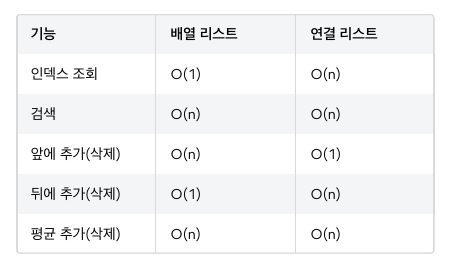 기능 배열 리스트 연결 리스트
인덱스 조회 O(1) O(n)
검색 O(n) O(n)
앞에 추가(삭제) O(n) O(1)
뒤에 추가(삭제) O(1) O(n)
평균 추가(삭제) O(n) O(n)